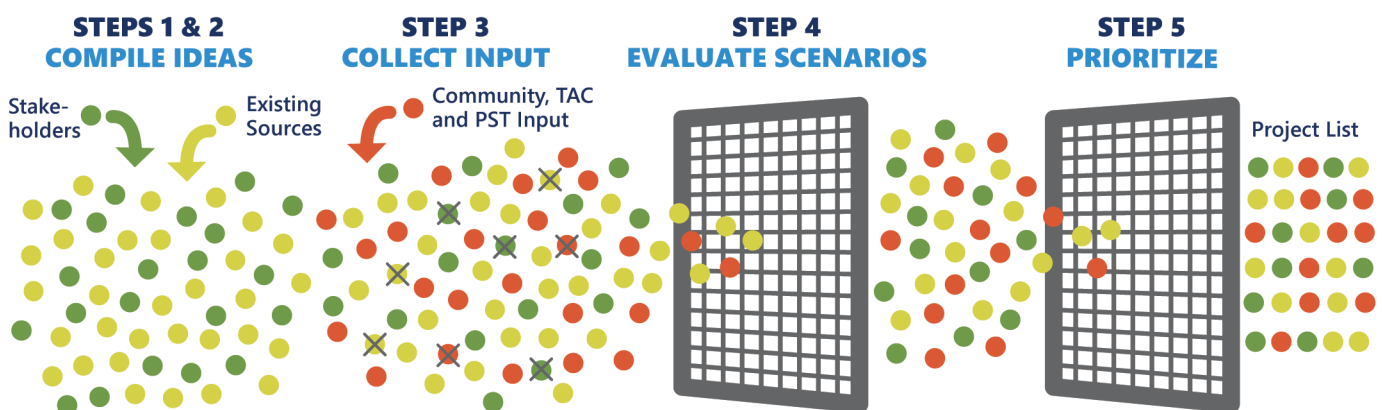 STEPS 1 & 2
COMPILE IDEAS
Stake-
holders
Existing
Sources
STEP 3
COLLECT INPUT
Community, TAC
and PST Input
STEP 4
EVALUATE SCENARIOS
STEP 5
PRIORITIZE
Project List